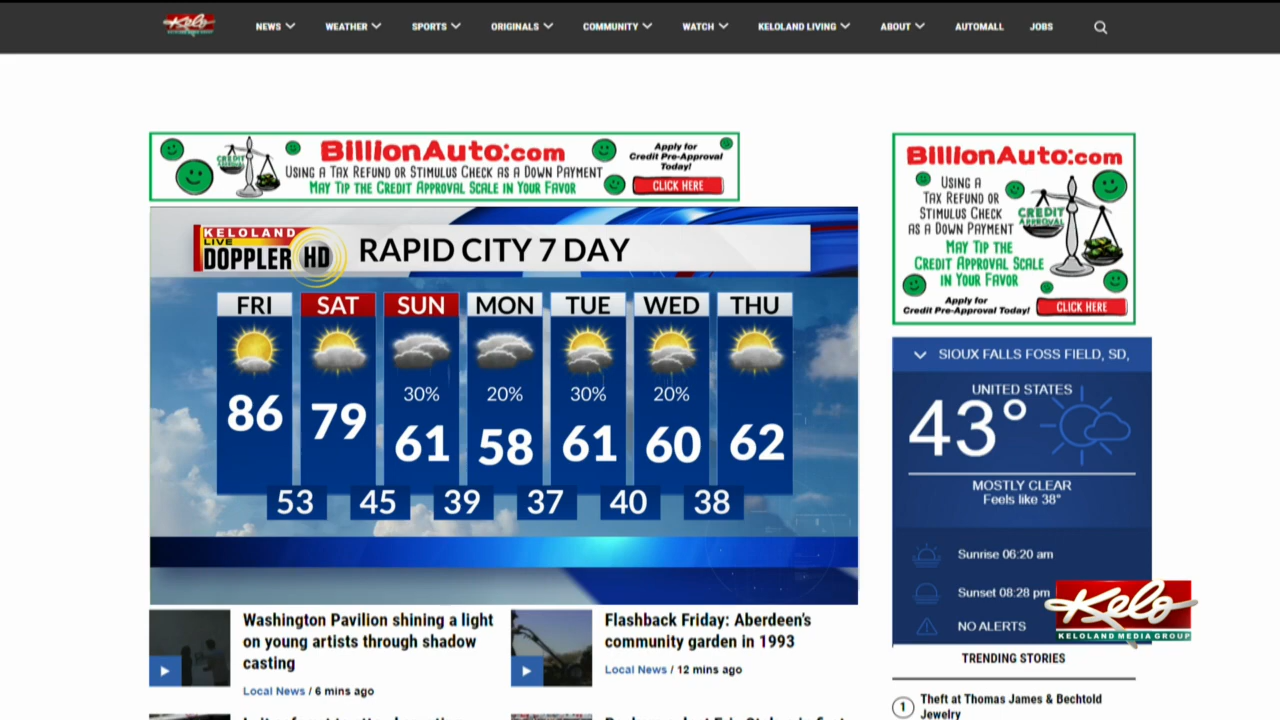 Kelo
KELOLAND MEDIA GROUP
NEWS
WEATHER
SPORTS
ORIGINALS
COMMUNITY
WATCH
KELOLAND LIVING
ABOUT
AUTOMALL
JOBS
CREDIT
APPROVAL
BillionAuto:com
USING A TAX REFUND OR STIMULUS CHECK AS A DOWN PAYMENT
MAY TIP THE CREDIT APPROVAL SCALE IN YOUR FAVOR
Apply for
Credit Pre-Approval
Today!
CLICK HERE
KELOLAND
LIVE
DOPPLER HD
RAPID CITY 7 DAY
FRI SAT SUN MON TUE WED THU
30% 20% 30% 20%
86 79 61 58 61 60 62
53 45 39 37 40 38
Washington Pavilion shining a light
on young artists through shadow
casting
Local News / 6 mins ago
Flashback Friday: Aberdeen's
community garden in 1993
Local News / 12 mins ago
BillionAuto:com
USING A
TAX REFUND OR
STIMULUS CHECK
AS A DOWN PAYMENT
CREDIT
APPROVAL
MAY TIP THE
CREDIT APPROVAL SCALE
IN YOUR FAVOR
Apply for
Credit Pre-Approval Today!
CLICK HERE
SIOUX FALLS FOSS FIELD, SD,
UNITED STATES
43°
MOSTLY CLEAR
Feels like 38°
Sunrise 06:20 am
Sunset 08:28 pm
NO ALERTS
Kelo
KELOLAND MEDIA GROUP
TRENDING STORIES
1
Theft at Thomas James & Bechtold
Jewelry